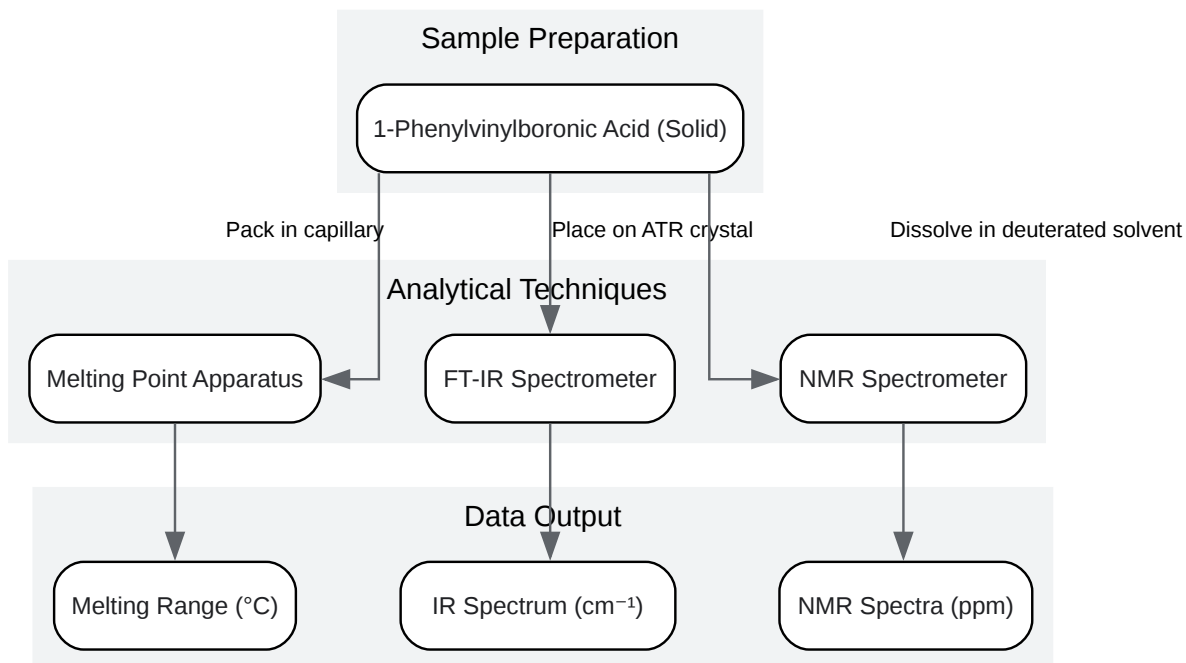 Sample Preparation
1-Phenylvinylboronic Acid (Solid)
Pack in capillary
Place on ATR crystal
Dissolve in deuterated solvent
Analytical Techniques
Melting Point Apparatus
FT-IR Spectrometer
NMR Spectrometer
Data Output
Melting Range (°C)
IR Spectrum (cm⁻¹)
NMR Spectra (ppm)